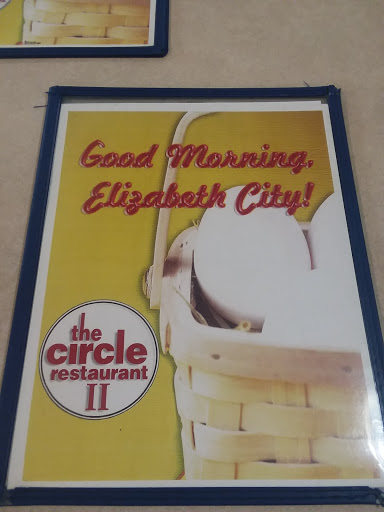 Good Morning,
Elizabeth City!
the
circle
restaurant
II